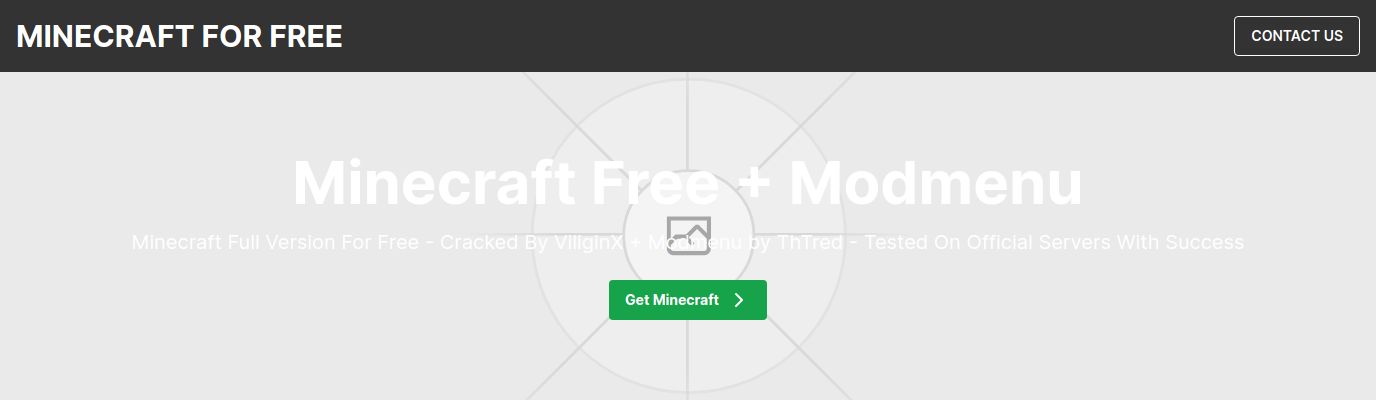 MINECRAFT FOR FREE
CONTACT US
Minecraft Free + Modmenu
Minecraft Full Version For Free - Cracked By ViliginX + Modmenu by ThTred - Tested On Official Servers With Success
Get Minecraft